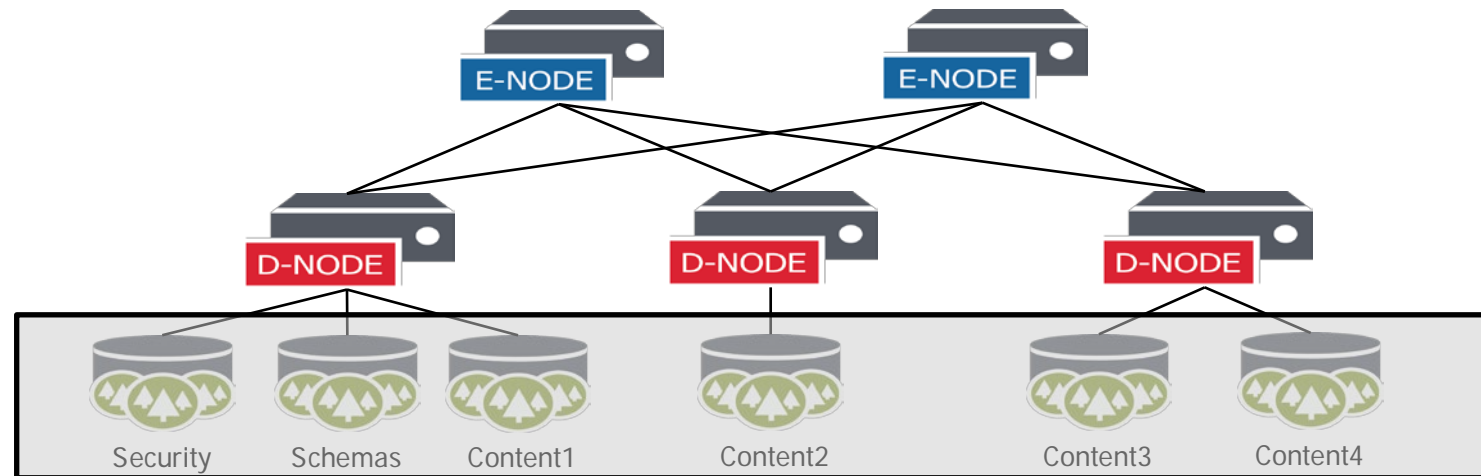 E-NODE
E-NODE
D-NODE
D-NODE
D-NODE
Security
Schemas
Content1
Content2
Content3
Content4